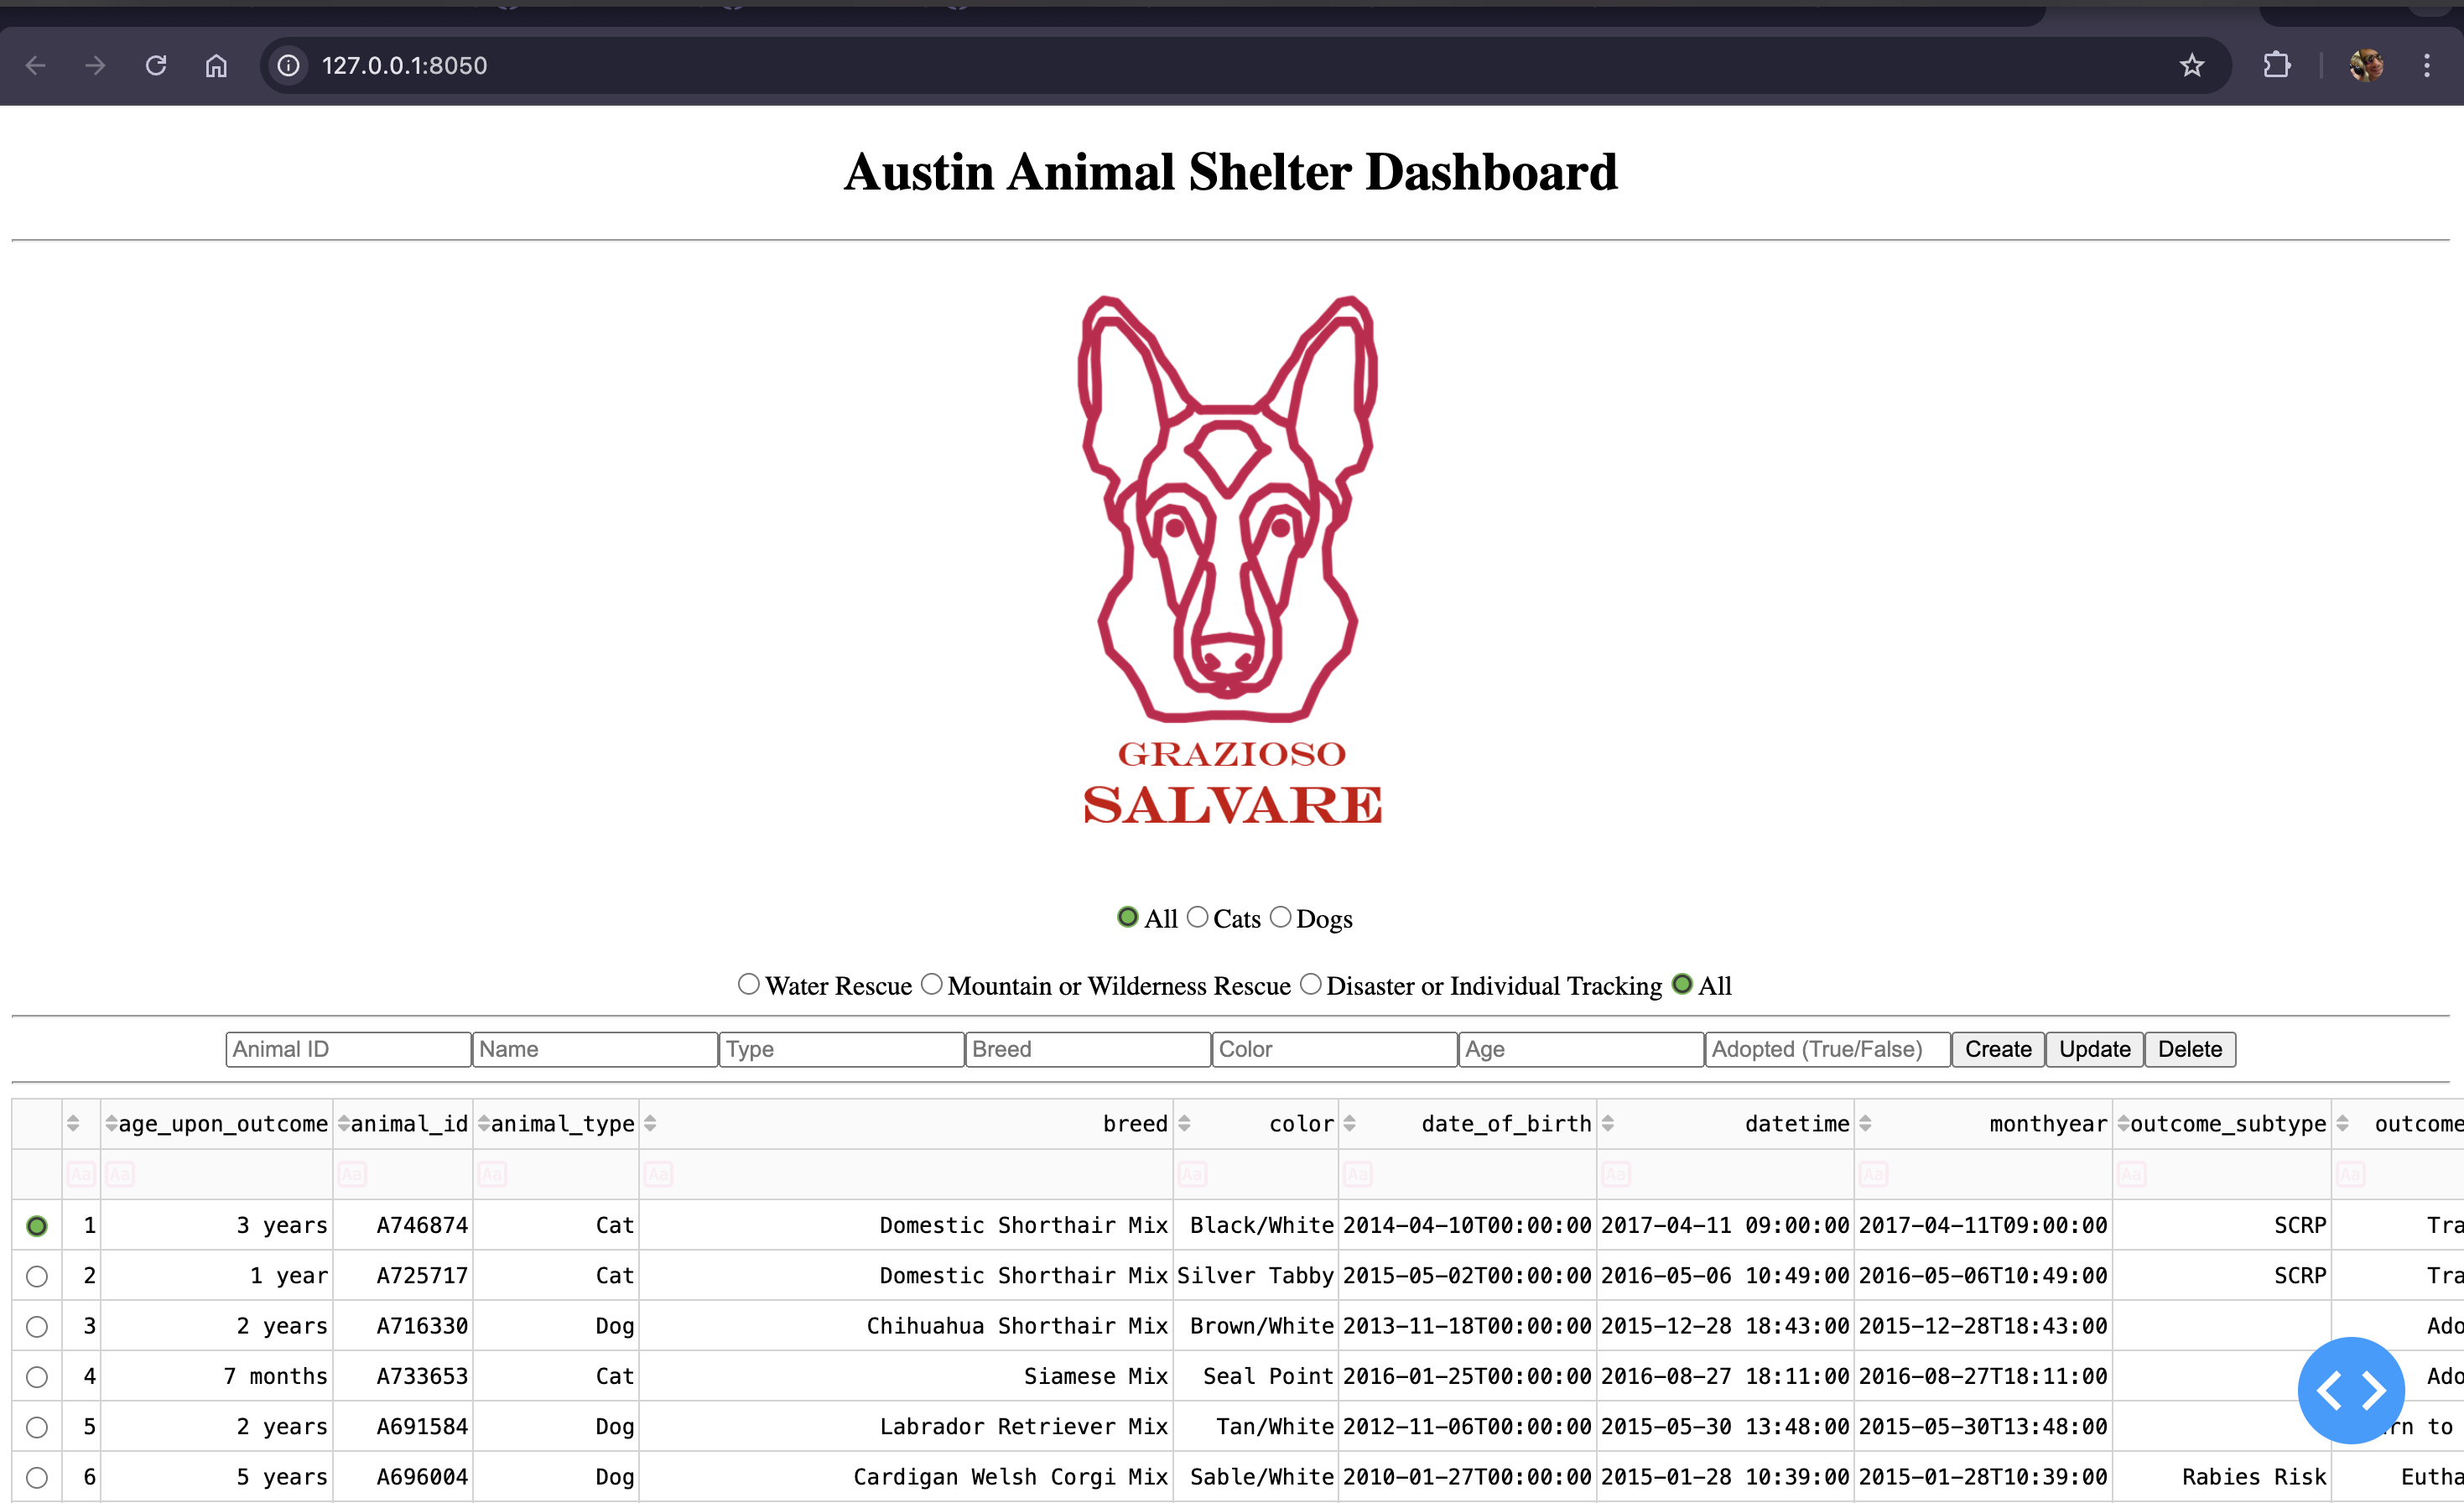 127.0.0.1:8050
Austin Animal Shelter Dashboard
GRAZIOSO
SALVARE
All Cats Dogs
Water Rescue Mountain or Wilderness Rescue Disaster or Individual Tracking All
Animal ID Name Type Breed Color Age Adopted (True/False) Create Update Delete
age_upon_outcome animal_id animal_type breed color date_of_birth datetime monthyear outcome_subtype outcome
Aa Aa Aa Aa Aa Aa Aa Aa Aa Aa Aa
1 3 years A746874 Cat Domestic Shorthair Mix Black/White 2014-04-10T00:00:00 2017-04-11 09:00:00 2017-04-11T09:00:00 SCRP Tra
2 1 year A725717 Cat Domestic Shorthair Mix Silver Tabby 2015-05-02T00:00:00 2016-05-06 10:49:00 2016-05-06T10:49:00 SCRP Tra
3 2 years A716330 Dog Chihuahua Shorthair Mix Brown/White 2013-11-18T00:00:00 2015-12-28 18:43:00 2015-12-28T18:43:00 Ado
4 7 months A733653 Cat Siamese Mix Seal Point 2016-01-25T00:00:00 2016-08-27 18:11:00 2016-08-27T18:11:00 Ado
5 2 years A691584 Dog Labrador Retriever Mix Tan/White 2012-11-06T00:00:00 2015-05-30 13:48:00 2015-05-30T13:48:00 rn to
6 5 years A696004 Dog Cardigan Welsh Corgi Mix Sable/White 2010-01-27T00:00:00 2015-01-28 10:39:00 2015-01-28T10:39:00 Rabies Risk Eutha